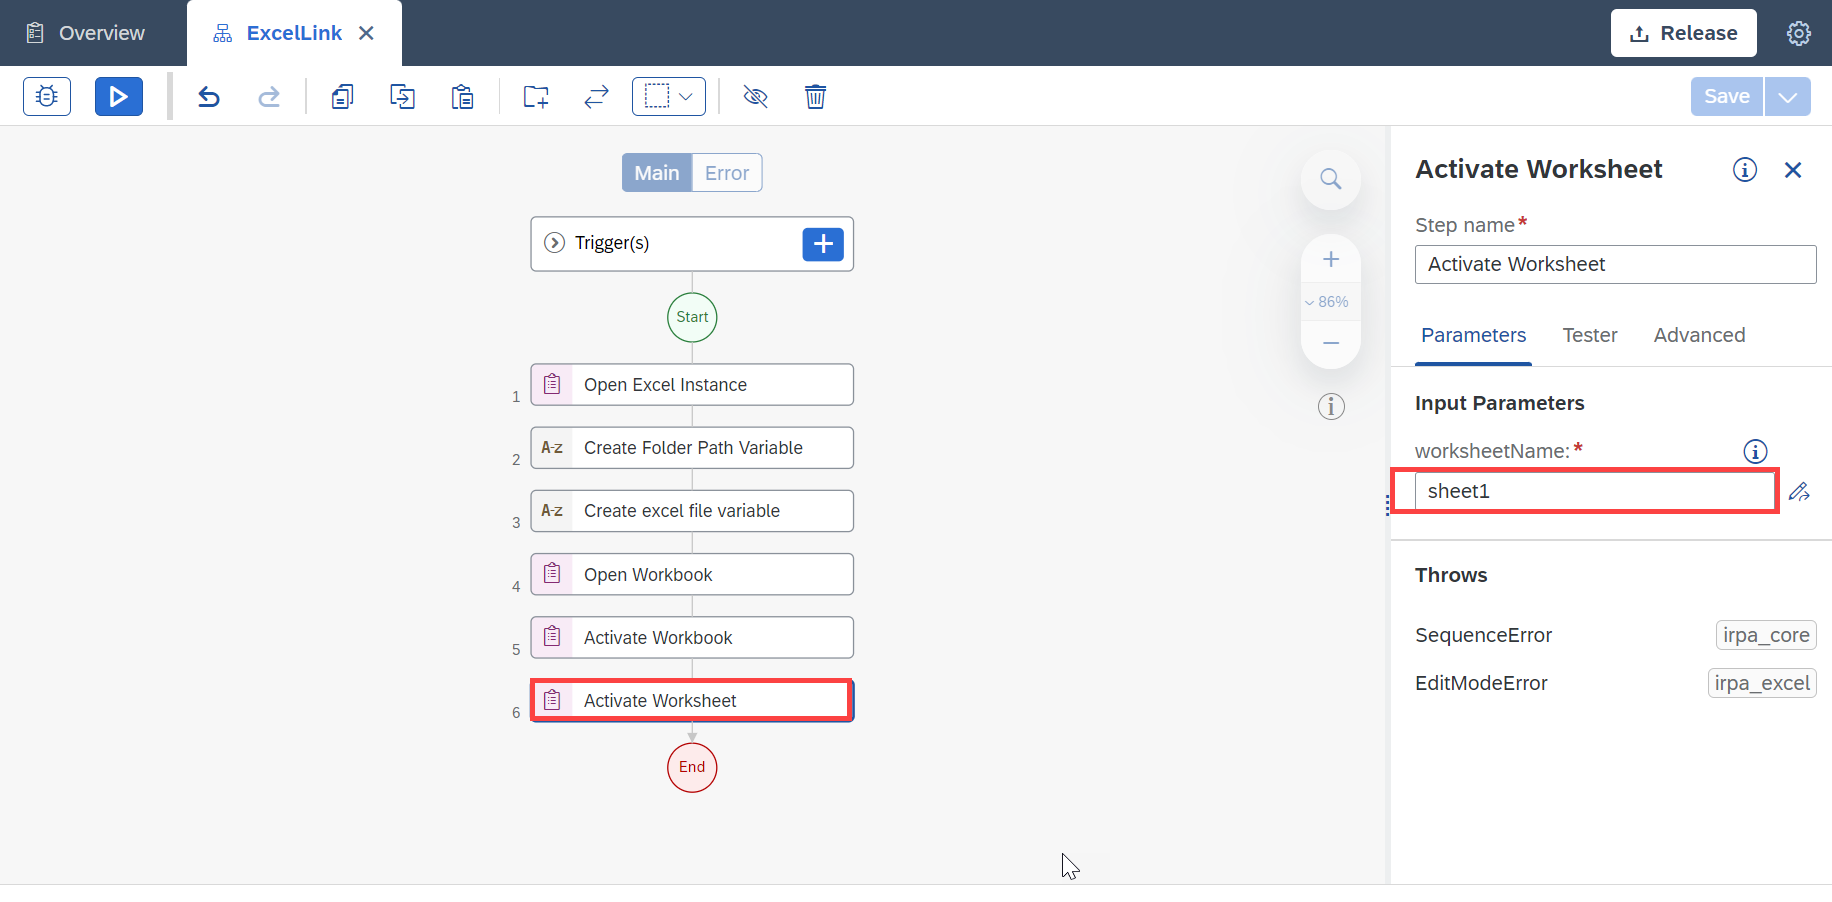 Overview
ExcelLink
Release
Save
Main Error
Trigger(s)
Start
1 Open Excel Instance
2 A-Z Create Folder Path Variable
3 A-Z Create excel file variable
4 Open Workbook
5 Activate Workbook
6 Activate Worksheet
End
86%
Activate Worksheet
Step name*
Activate Worksheet
Parameters Tester Advanced
Input Parameters
worksheetName:*
sheet1
Throws
SequenceError irpa_core
EditModeError irpa_excel